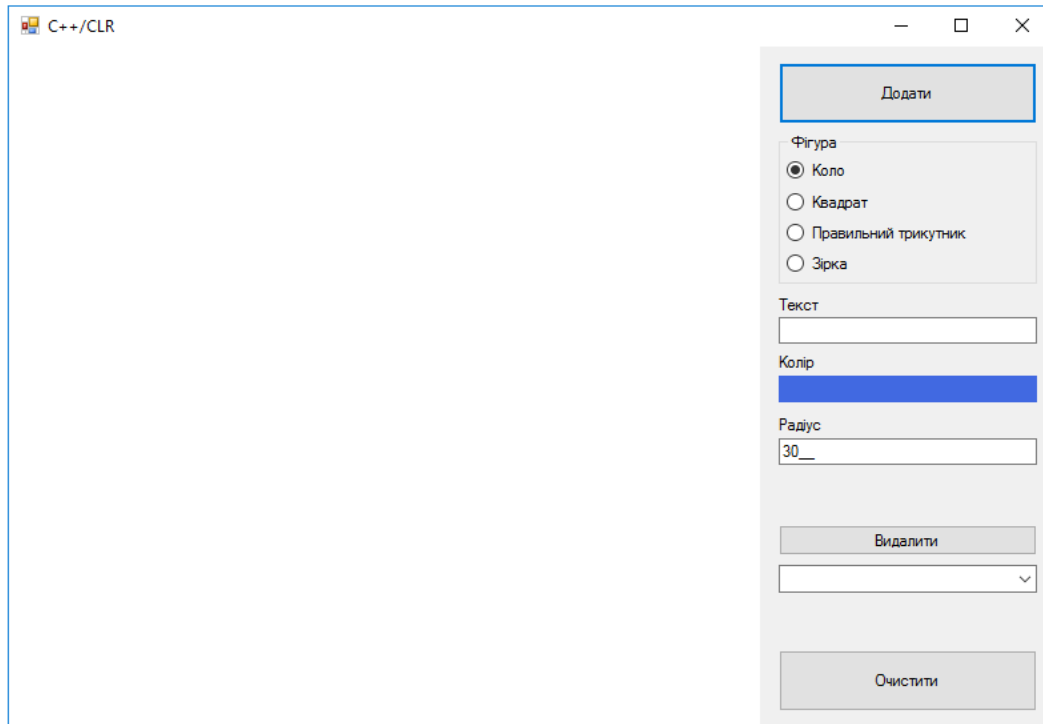 C++/CLR
Додати
Фігура
Коло
Квадрат
Правильний трикутник
Зірка
Текст
Колір
Радіус
30__
Видалити
Очистити